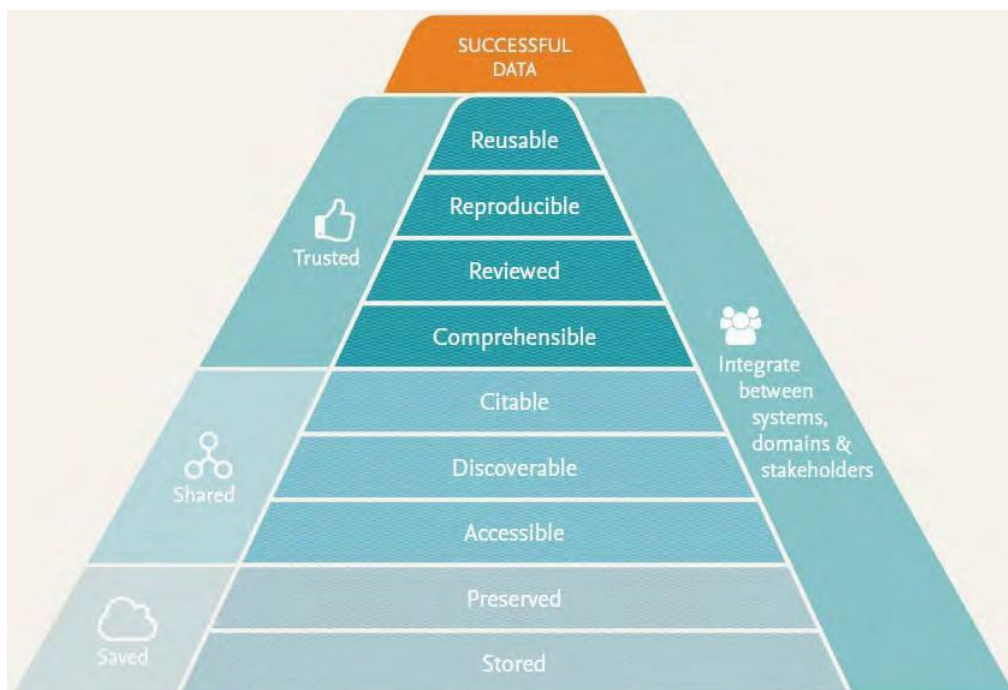 SUCCESSFUL
DATA
Reusable
Reproducible
Trusted
Reviewed
Comprehensible
Integrate
between
systems,
domains &
stakeholders
Citable
Discoverable
Shared
Accessible
Preserved
Saved
Stored